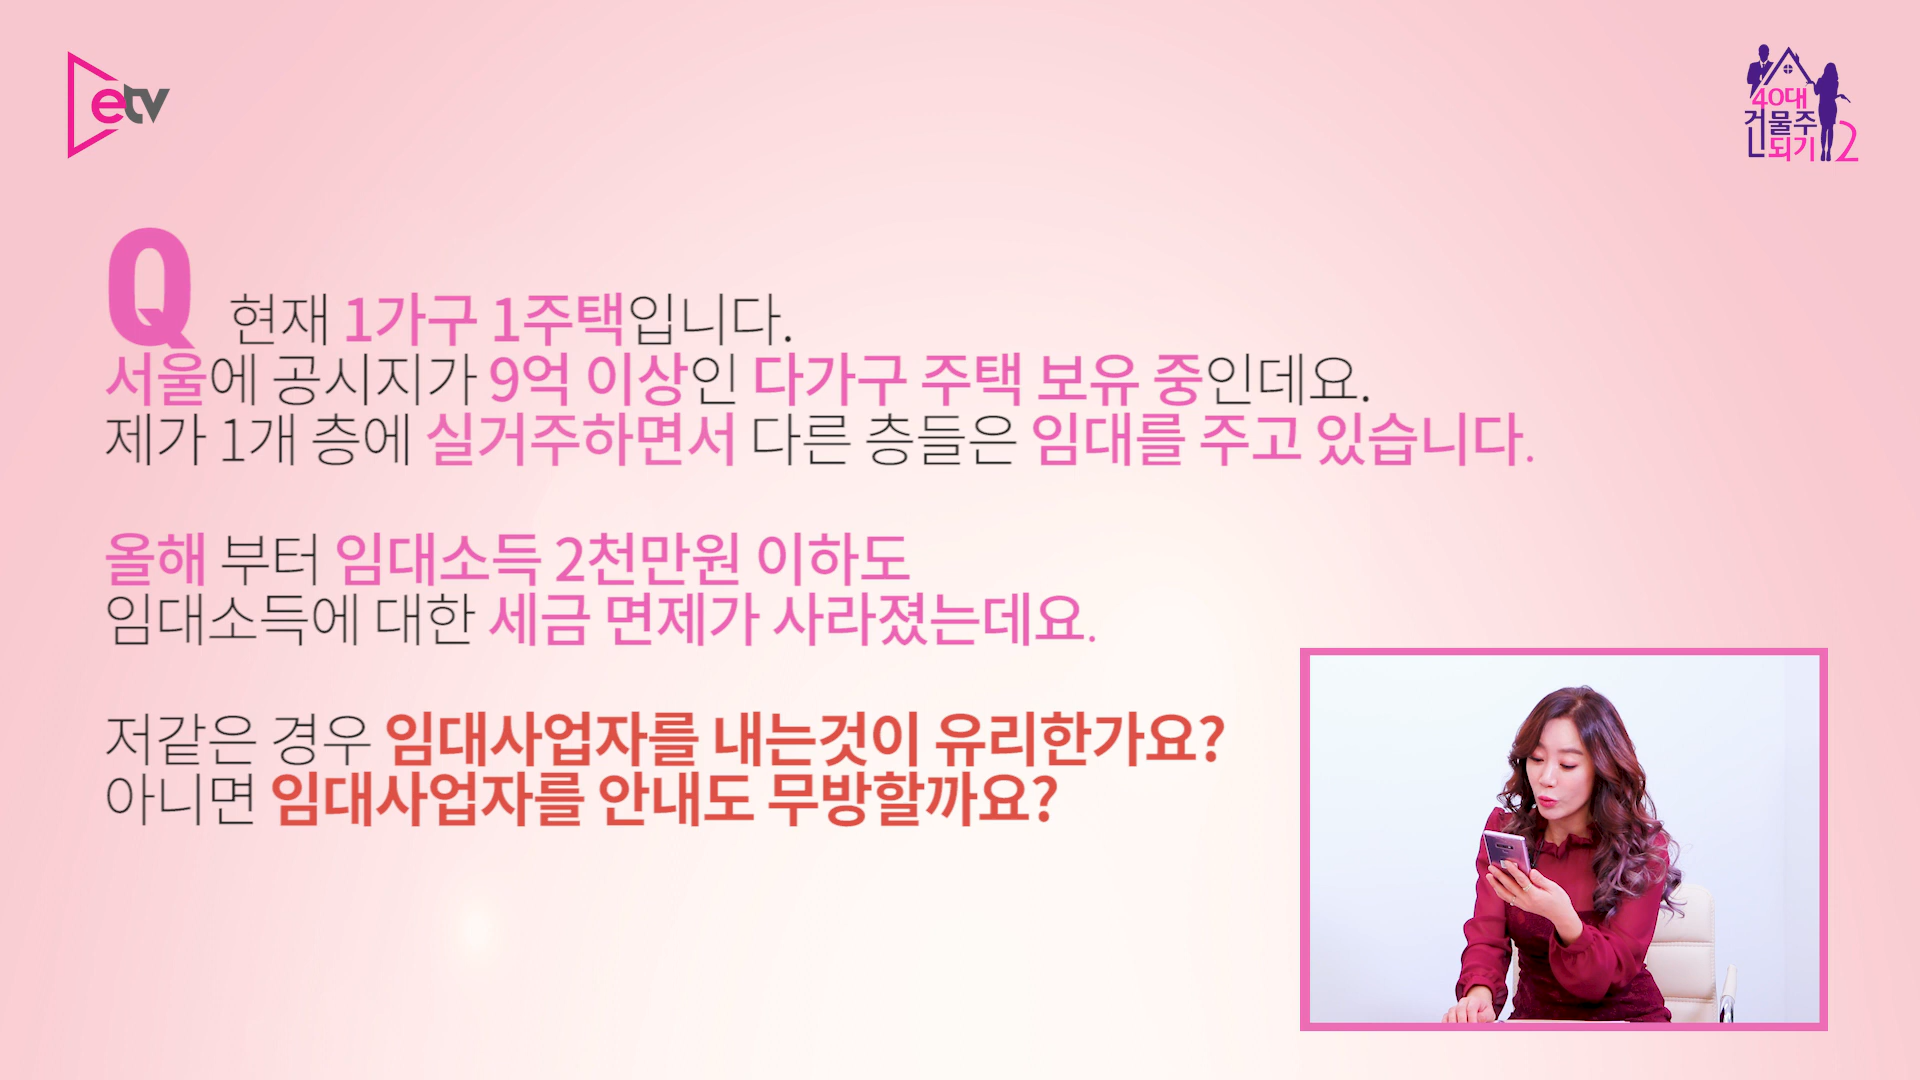 etv
40대
건물주
되기 2
Q 현재 1가구 1주택입니다.
서울에 공시지가 9억 이상인 다가구 주택 보유 중인데요.
제가 1개 층에 실거주하면서 다른 층들은 임대를 주고 있습니다.
올해 부터 임대소득 2천만원 이하도
임대소득에 대한 세금 면제가 사라졌는데요.
저같은 경우 임대사업자를 내는것이 유리한가요?
아니면 임대사업자를 안내도 무방할까요?